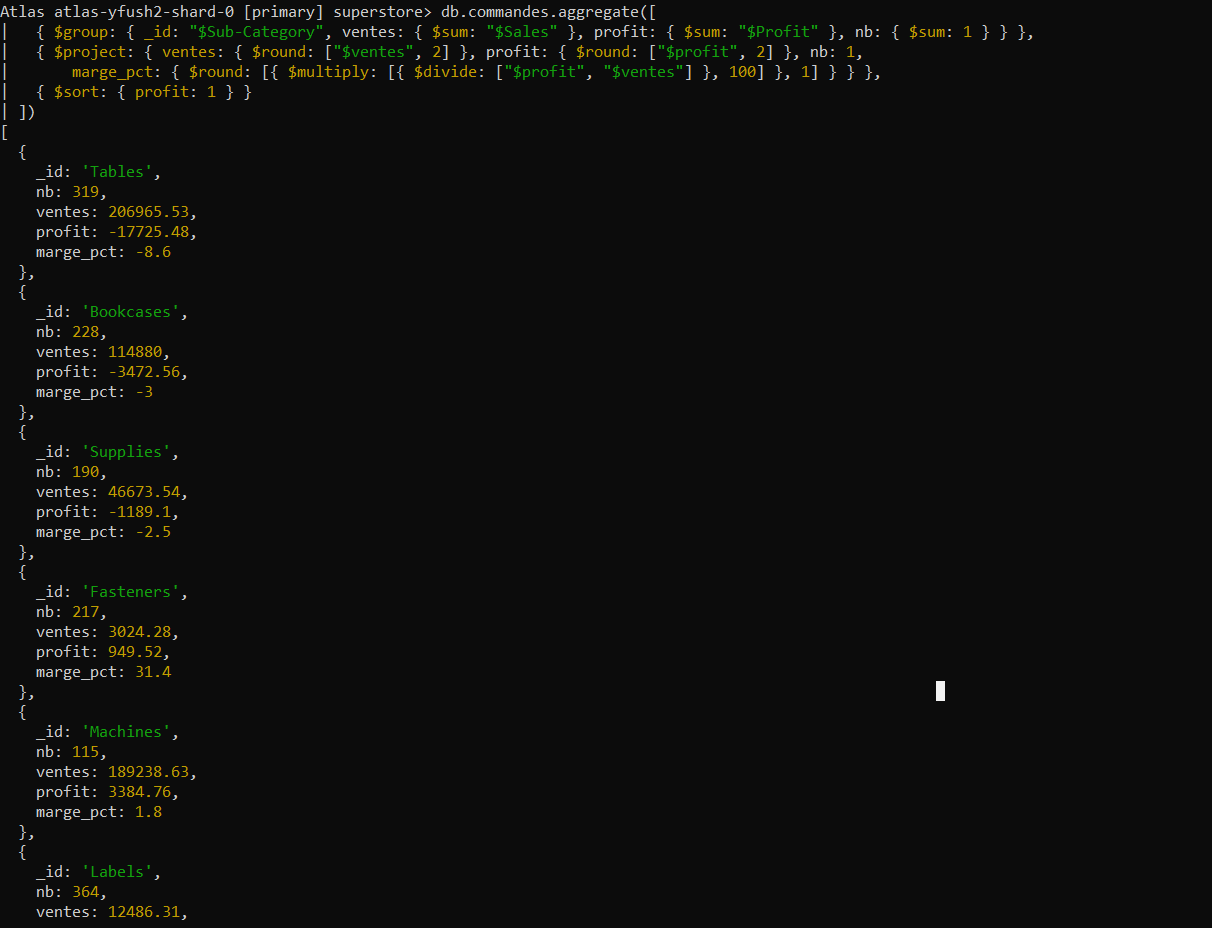 Atlas atlas-yfush2-shard-0 [primary] superstore> db.commandes.aggregate([
|   { $group: { _id: "$Sub-Category", ventes: { $sum: "$Sales" }, profit: { $sum: "$Profit" }, nb: { $sum: 1 } } },
|   { $project: { ventes: { $round: ["$ventes", 2] }, profit: { $round: ["$profit", 2] }, nb: 1,
|       marge_pct: { $round: [{ $multiply: [{ $divide: ["$profit", "$ventes"] }, 100] }, 1] } } },
|   { $sort: { profit: 1 } }
| ])
[
  {
    _id: 'Tables',
    nb: 319,
    ventes: 206965.53,
    profit: -17725.48,
    marge_pct: -8.6
  },
  {
    _id: 'Bookcases',
    nb: 228,
    ventes: 114880,
    profit: -3472.56,
    marge_pct: -3
  },
  {
    _id: 'Supplies',
    nb: 190,
    ventes: 46673.54,
    profit: -1189.1,
    marge_pct: -2.5
  },
  {
    _id: 'Fasteners',
    nb: 217,
    ventes: 3024.28,
    profit: 949.52,
    marge_pct: 31.4
  },
  {
    _id: 'Machines',
    nb: 115,
    ventes: 189238.63,
    profit: 3384.76,
    marge_pct: 1.8
  },
  {
    _id: 'Labels',
    nb: 364,
    ventes: 12486.31,